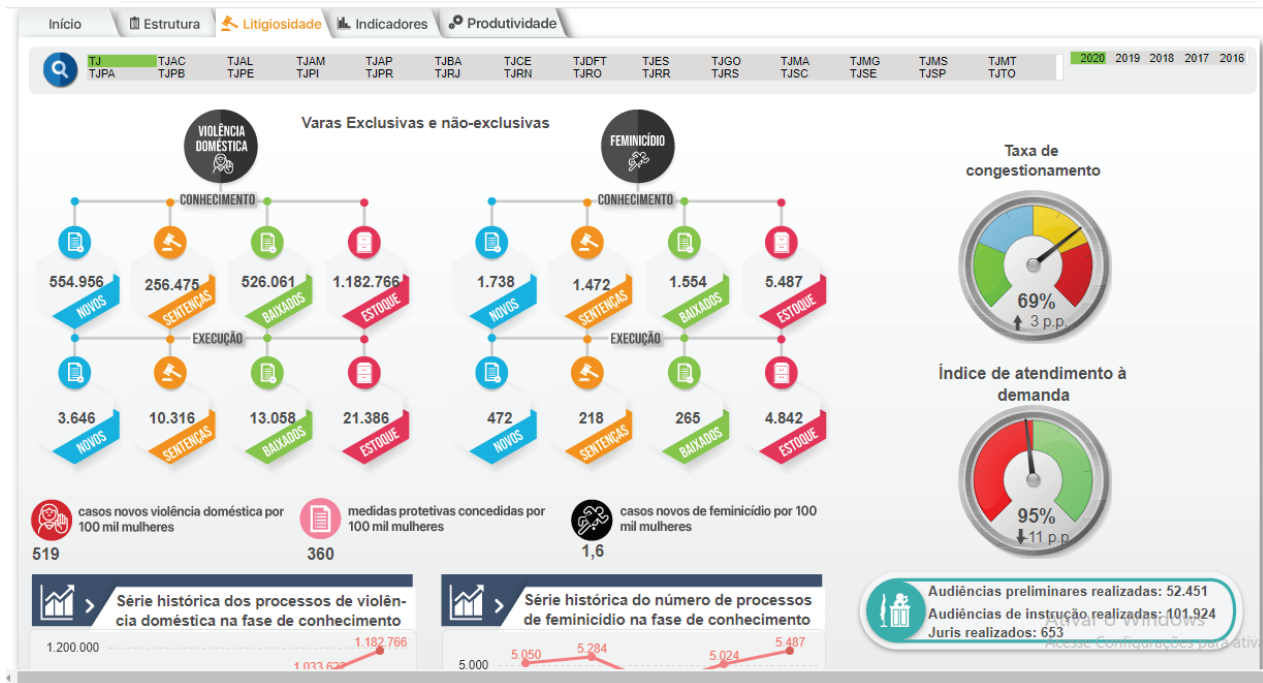 Início
Estrutura
Litigiosidade
Indicadores
Produtividade
TJ TJAC TJAL TJAM TJAP TJBA TJCE TJDFT TJES TJGO TJMA TJMG TJMS TJMT
TJPA TJPB TJPE TJPI TJPR TJRJ TJRN TJRO TJRR TJRS TJSC TJSE TJSP TJTO
2020 2019 2018 2017 2016
Varas Exclusivas e não-exclusivas
VIOLÊNCIA
DOMÉSTICA
CONHECIMENTO
554.956 256.475 526.061 1.182.766
NOVOS SENTENÇAS BAIXADOS ESTOQUE
EXECUÇÃO
3.646 10.316 13.058 21.386
NOVOS SENTENÇAS BAIXADOS ESTOQUE
FEMINICÍDIO
CONHECIMENTO
1.738 1.472 1.554 5.487
NOVOS SENTENÇAS BAIXADOS ESTOQUE
EXECUÇÃO
472 218 265 4.842
NOVOS SENTENÇAS BAIXADOS ESTOQUE
Taxa de
congestionamento
69%
3 p.p.
Índice de atendimento à
demanda
95%
-11 p.p.
casos novos violência doméstica por
100 mil mulheres
519
medidas protetivas concedidas por
100 mil mulheres
360
casos novos de feminicídio por 100
mil mulheres
1,6
Série histórica dos processos de violên-
cia doméstica na fase de conhecimento
1.200.000
1.182.766
Série histórica do número de processos
de feminicídio na fase de conhecimento
5.000
5.050 5.284 5.024 5.487
Audiências preliminares realizadas: 52.451
Audiências de instrução realizadas: 101.924
Juris realizados: 653
Ativar o Windows
Acesse Configurações para ativ